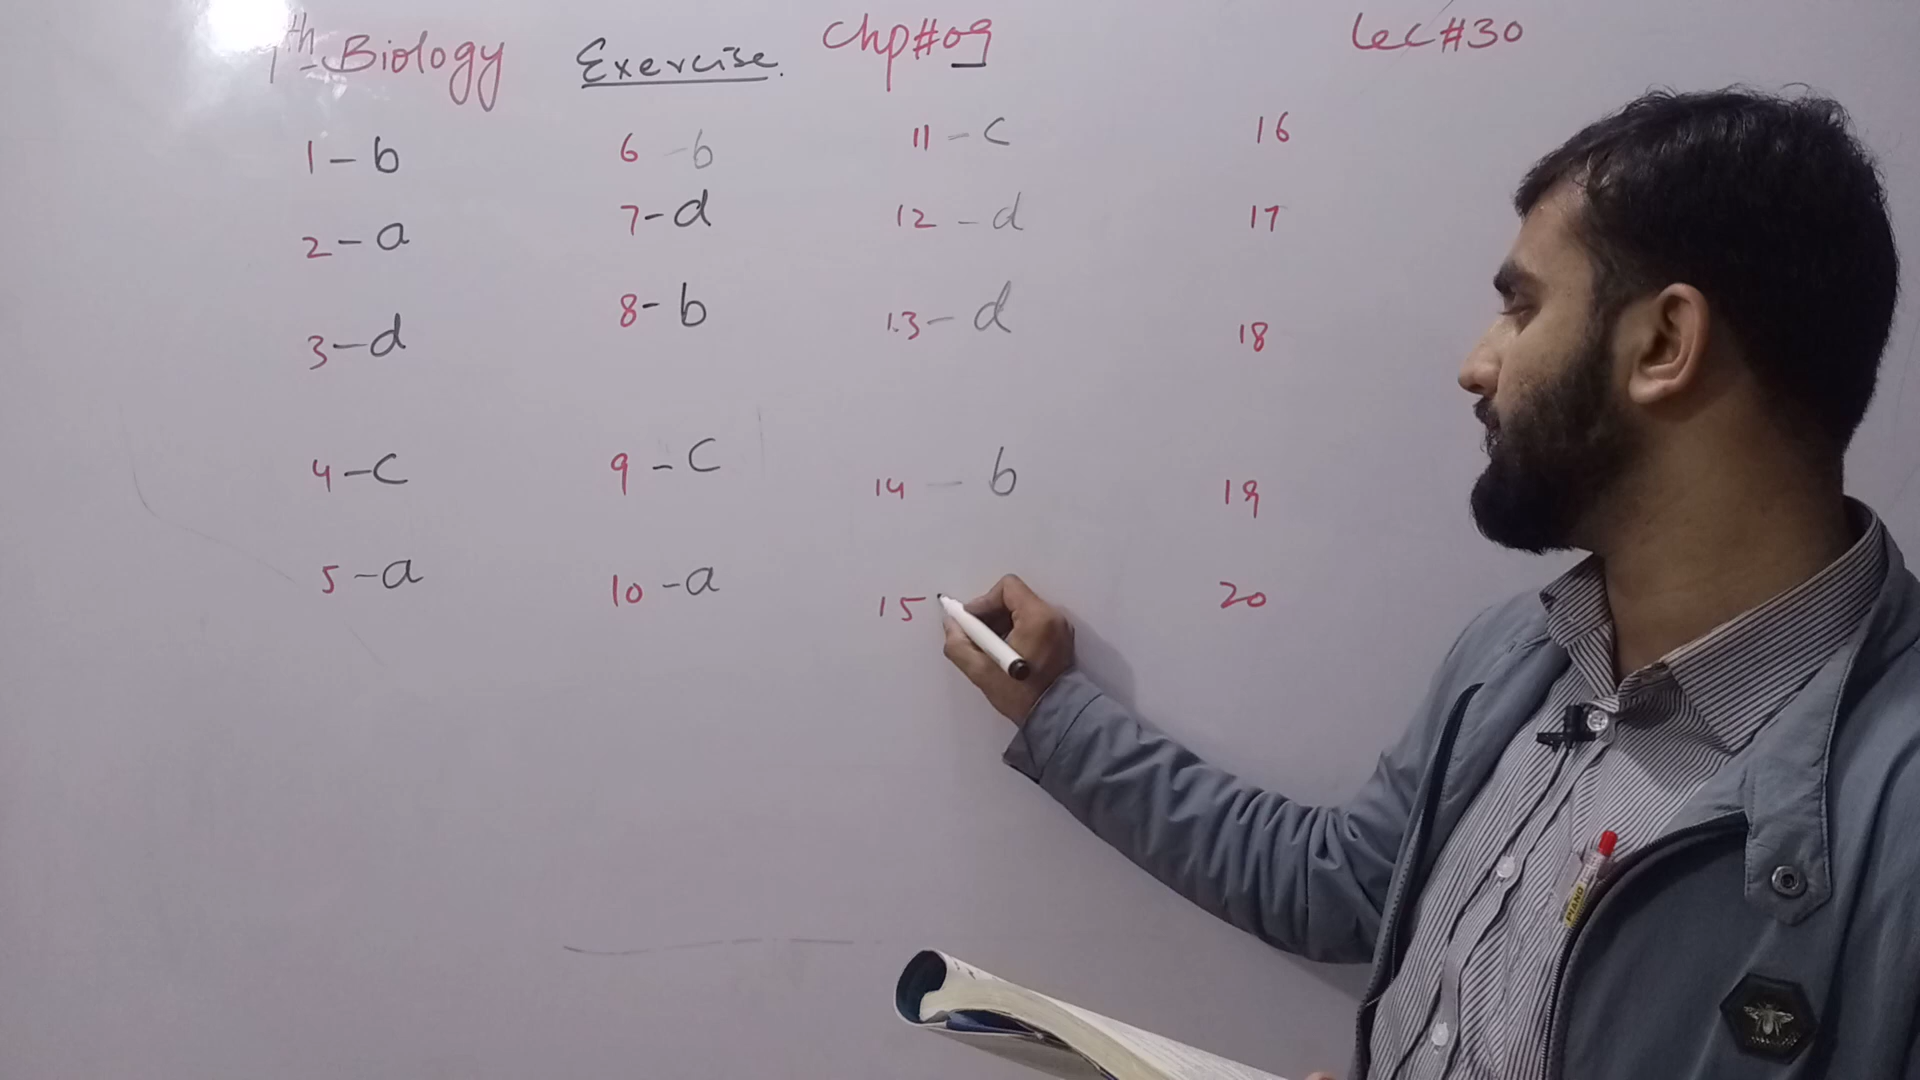 th Biology Exercise. Chp#09 Lec#30
1-b
2-a
3-d
4-c
5-a
6-b
7-d
8-b
9-c
10-a
11-c
12-d
13-d
14-b
15
16
17
18
19
20
PIANO